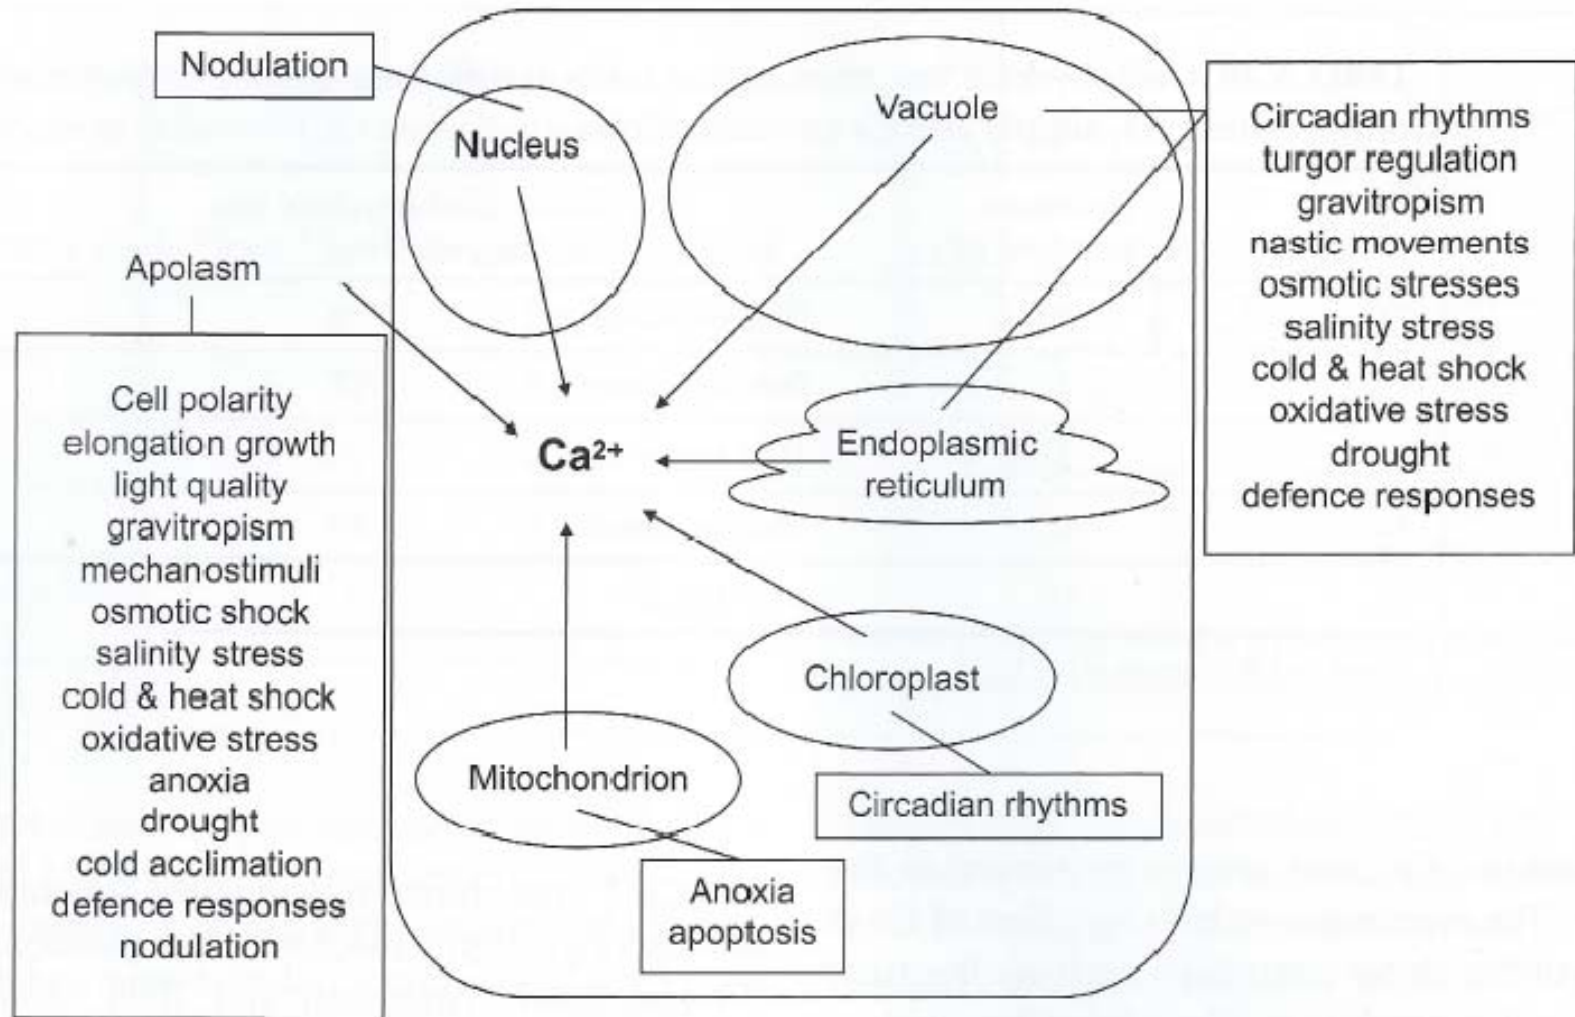 Nodulation
Nucleus
Vacuole
Circadian rhythms
turgor regulation
gravitropism
nastic movements
osmotic stresses
salinity stress
cold & heat shock
oxidative stress
drought
defence responses
Apolasm
Cell polarity
elongation growth
light quality
gravitropism
mechanostimuli
osmotic shock
salinity stress
cold & heat shock
oxidative stress
anoxia
drought
cold acclimation
defence responses
nodulation
Ca²⁺
Endoplasmic
reticulum
Chloroplast
Circadian rhythms
Mitochondrion
Anoxia
apoptosis